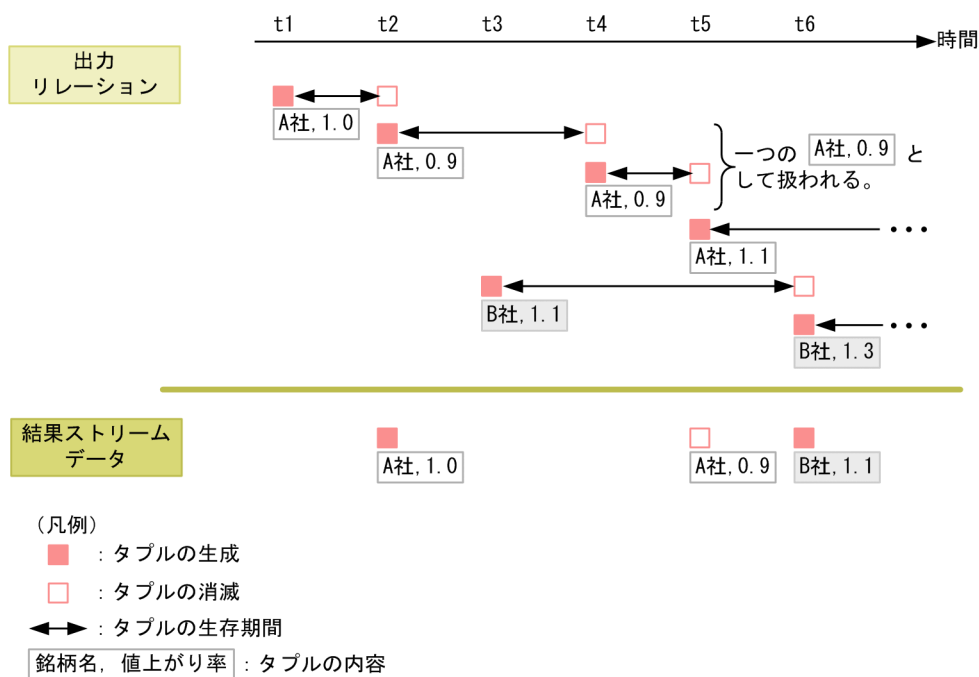 t1 t2 t3 t4 t5 t6
時間
出力
リレーション
A社,1.0
A社,0.9
一つの A社,0.9 と
して扱われる。
A社,0.9
A社,1.1
・・・
B社,1.1
・・・
B社,1.3
結果ストリーム
データ
A社,1.0 A社,0.9 B社,1.1
(凡例)
：タプルの生成
：タプルの消滅
：タプルの生存期間
銘柄名，値上がり率 ：タプルの内容